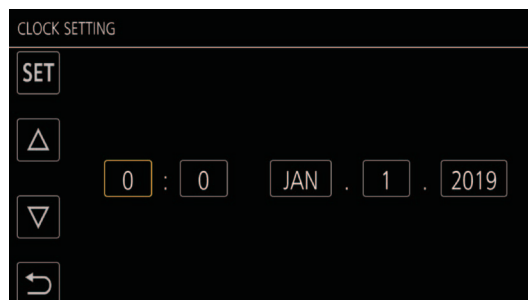 CLOCK SETTING
SET
0 : 0 JAN . 1 . 2019